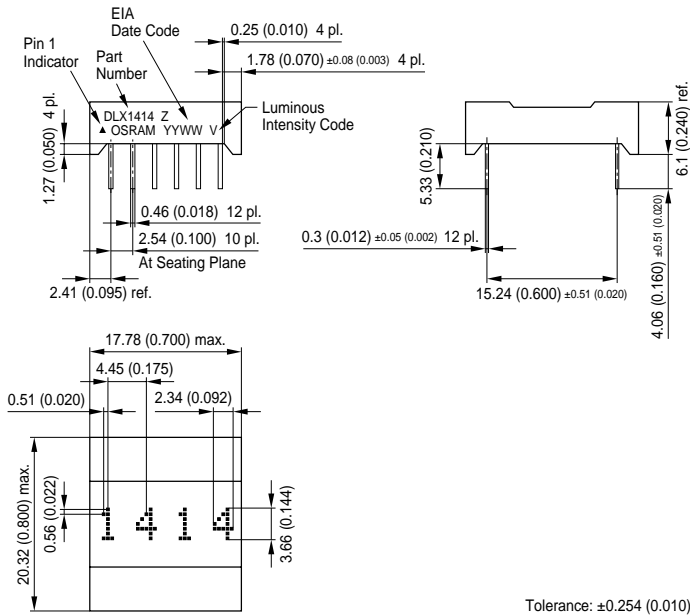 EIA
Date Code
0.25 (0.010) 4 pl.
Pin 1
Indicator
Part
Number
1.78 (0.070) ±0.08 (0.003) 4 pl.
DLX1414 Z
▲ OSRAM YYWW V
Luminous
Intensity Code
1.27 (0.050) 4 pl.
0.46 (0.018) 12 pl.
2.54 (0.100) 10 pl.
At Seating Plane
2.41 (0.095) ref.
5.33 (0.210)
6.1 (0.240) ref.
0.3 (0.012) ±0.05 (0.002) 12 pl.
15.24 (0.600) ±0.51 (0.020)
4.06 (0.160) ±0.51 (0.020)
17.78 (0.700) max.
4.45 (0.175)
0.51 (0.020)
2.34 (0.092)
20.32 (0.800) max.
0.56 (0.022)
1414
3.66 (0.144)
Tolerance: ±0.254 (0.010)